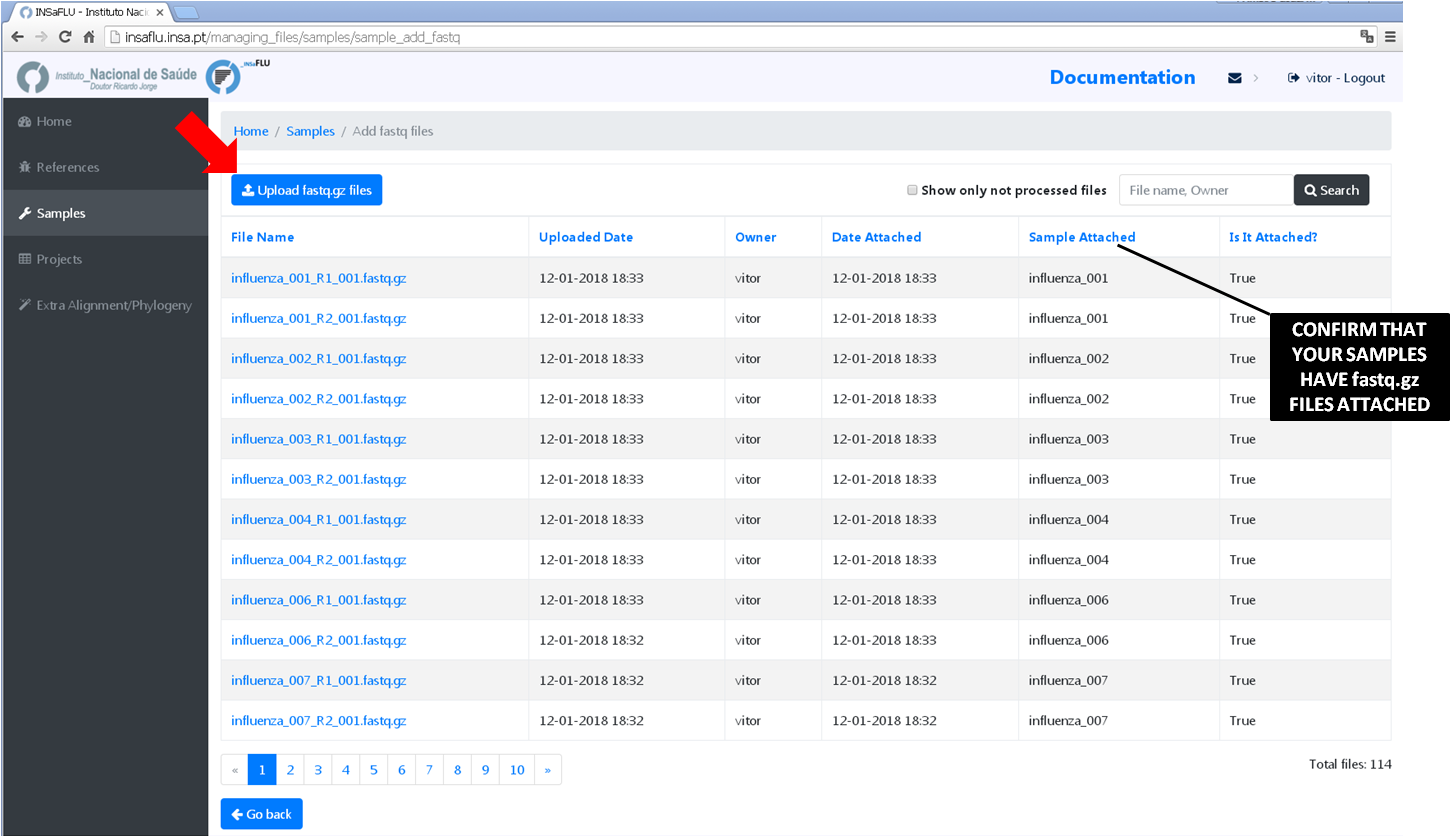 INSaFLU - Instituto Naci
insaflu.insa.pt/managing_files/samples/sample_add_fastq
Instituto_Nacional de Saúde
Doutor Ricardo Jorge
_INSaFLU
Documentation
vitor - Logout
Home
References
Samples
Projects
Extra Alignment/Phylogeny
Home / Samples / Add fastq files
Upload fastq.gz files
Show only not processed files
File name, Owner
Search
File Name Uploaded Date Owner Date Attached Sample Attached Is It Attached?
influenza_001_R1_001.fastq.gz 12-01-2018 18:33 vitor 12-01-2018 18:33 influenza_001 True
influenza_001_R2_001.fastq.gz 12-01-2018 18:33 vitor 12-01-2018 18:33 influenza_001 True
influenza_002_R1_001.fastq.gz 12-01-2018 18:33 vitor 12-01-2018 18:33 influenza_002 True
influenza_002_R2_001.fastq.gz 12-01-2018 18:33 vitor 12-01-2018 18:33 influenza_002 True
influenza_003_R1_001.fastq.gz 12-01-2018 18:33 vitor 12-01-2018 18:33 influenza_003 True
influenza_003_R2_001.fastq.gz 12-01-2018 18:33 vitor 12-01-2018 18:33 influenza_003 True
influenza_004_R1_001.fastq.gz 12-01-2018 18:33 vitor 12-01-2018 18:33 influenza_004 True
influenza_004_R2_001.fastq.gz 12-01-2018 18:33 vitor 12-01-2018 18:33 influenza_004 True
influenza_006_R1_001.fastq.gz 12-01-2018 18:33 vitor 12-01-2018 18:33 influenza_006 True
influenza_006_R2_001.fastq.gz 12-01-2018 18:32 vitor 12-01-2018 18:33 influenza_006 True
influenza_007_R1_001.fastq.gz 12-01-2018 18:32 vitor 12-01-2018 18:32 influenza_007 True
influenza_007_R2_001.fastq.gz 12-01-2018 18:32 vitor 12-01-2018 18:32 influenza_007 True
CONFIRM THAT
YOUR SAMPLES
HAVE fastq.gz
FILES ATTACHED
« 1 2 3 4 5 6 7 8 9 10 »
Total files: 114
Go back